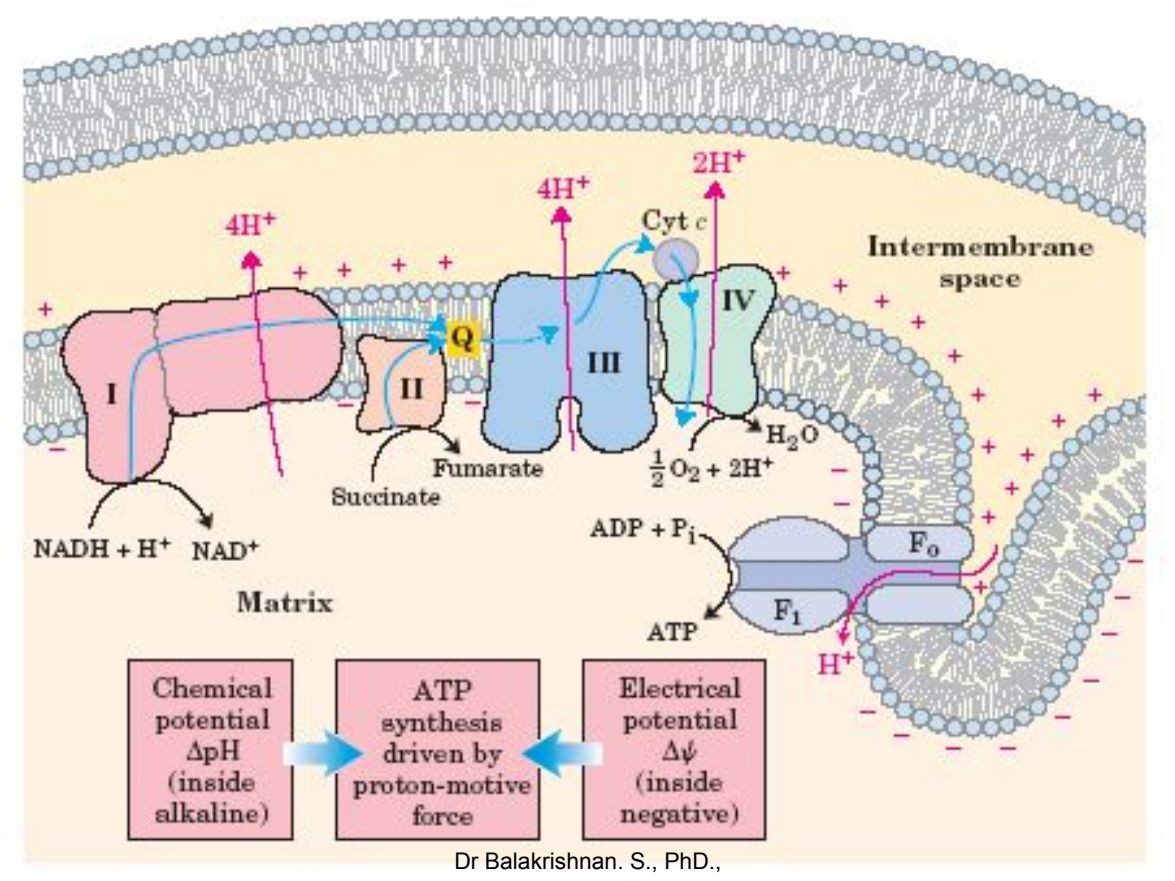 2H⁺
4H⁺
Cyt c
4H⁺
Intermembrane
space
IV
Q
III
I
II
H₂O
Fumarate
½O₂ + 2H⁺
Succinate
NADH + H⁺ NAD⁺
ADP + Pᵢ
Fₒ
Matrix
F₁
ATP
H⁺
Chemical
potential
ΔpH
(inside
alkaline)
ATP
synthesis
driven by
proton-motive
force
Electrical
potential
Δψ
(inside
negative)
Dr Balakrishnan. S., PhD.,